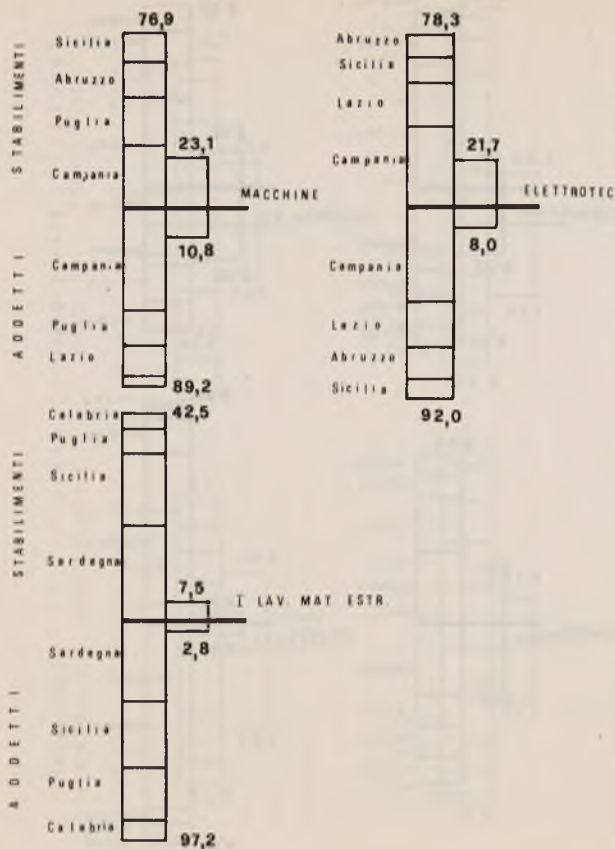 STABILIMENTI
76,9
Sicilia
Abruzzo
Puglia
Campania
23,1
MACCHINE
10,8
ADDETTI
Campania
Puglia
Lazio
89,2
78,3
Abruzzo
Sicilia
Lazio
Campania
21,7
ELETTROTEC
8,0
Campania
Lazio
Abruzzo
Sicilia
92,0
STABILIMENTI
Calabria
42,5
Puglia
Sicilia
Sardegna
7,5
I LAV. MAT. ESTR.
2,8
ADDETTI
Sardegna
Sicilia
Puglia
Calabria
97,2